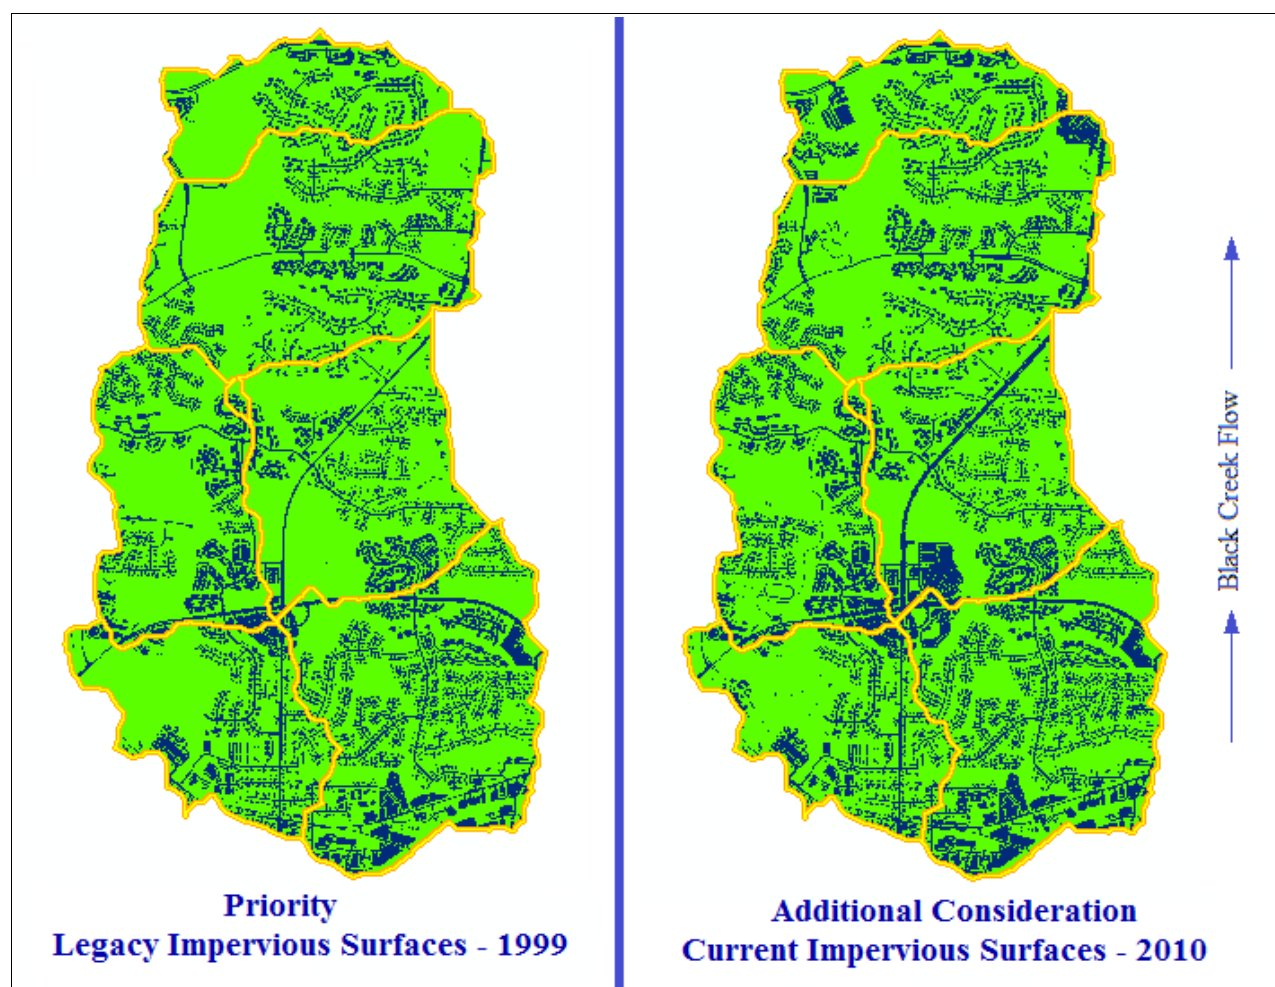 Priority
Legacy Impervious Surfaces - 1999
Additional Consideration
Current Impervious Surfaces - 2010
Black Creek Flow